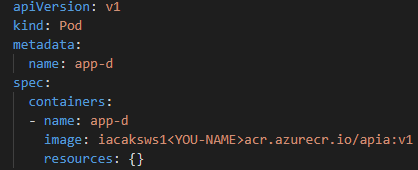 apiVersion: v1
kind: Pod
metadata:
  name: app-d
spec:
  containers:
  - name: app-d
    image: iacaksws1<YOU-NAME>acr.azurecr.io/apia:v1
    resources: {}